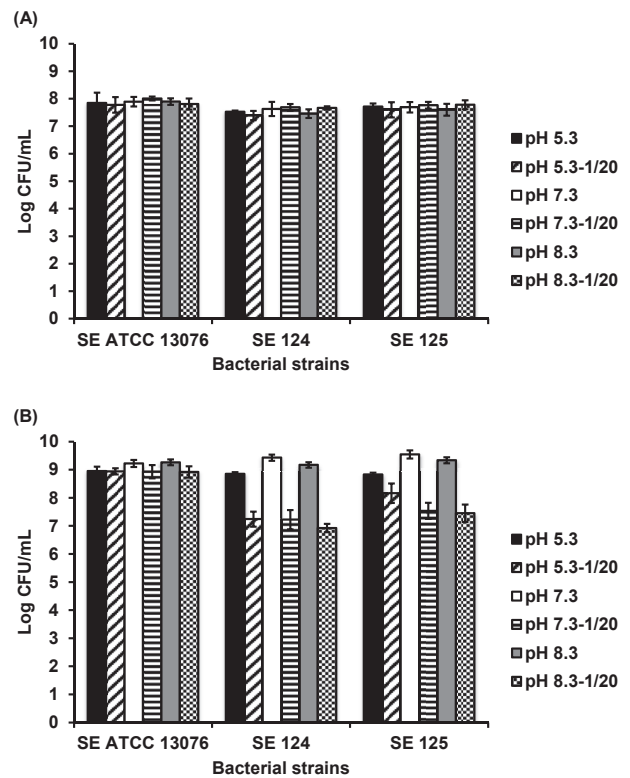 (A)
10
9
8
7
6
5
4
3
2
1
0
Log CFU/mL
SE ATCC 13076 SE 124 SE 125
Bacterial strains
pH 5.3
pH 5.3-1/20
pH 7.3
pH 7.3-1/20
pH 8.3
pH 8.3-1/20
(B)
10
9
8
7
6
5
4
3
2
1
0
Log CFU/mL
SE ATCC 13076 SE 124 SE 125
Bacterial strains
pH 5.3
pH 5.3-1/20
pH 7.3
pH 7.3-1/20
pH 8.3
pH 8.3-1/20